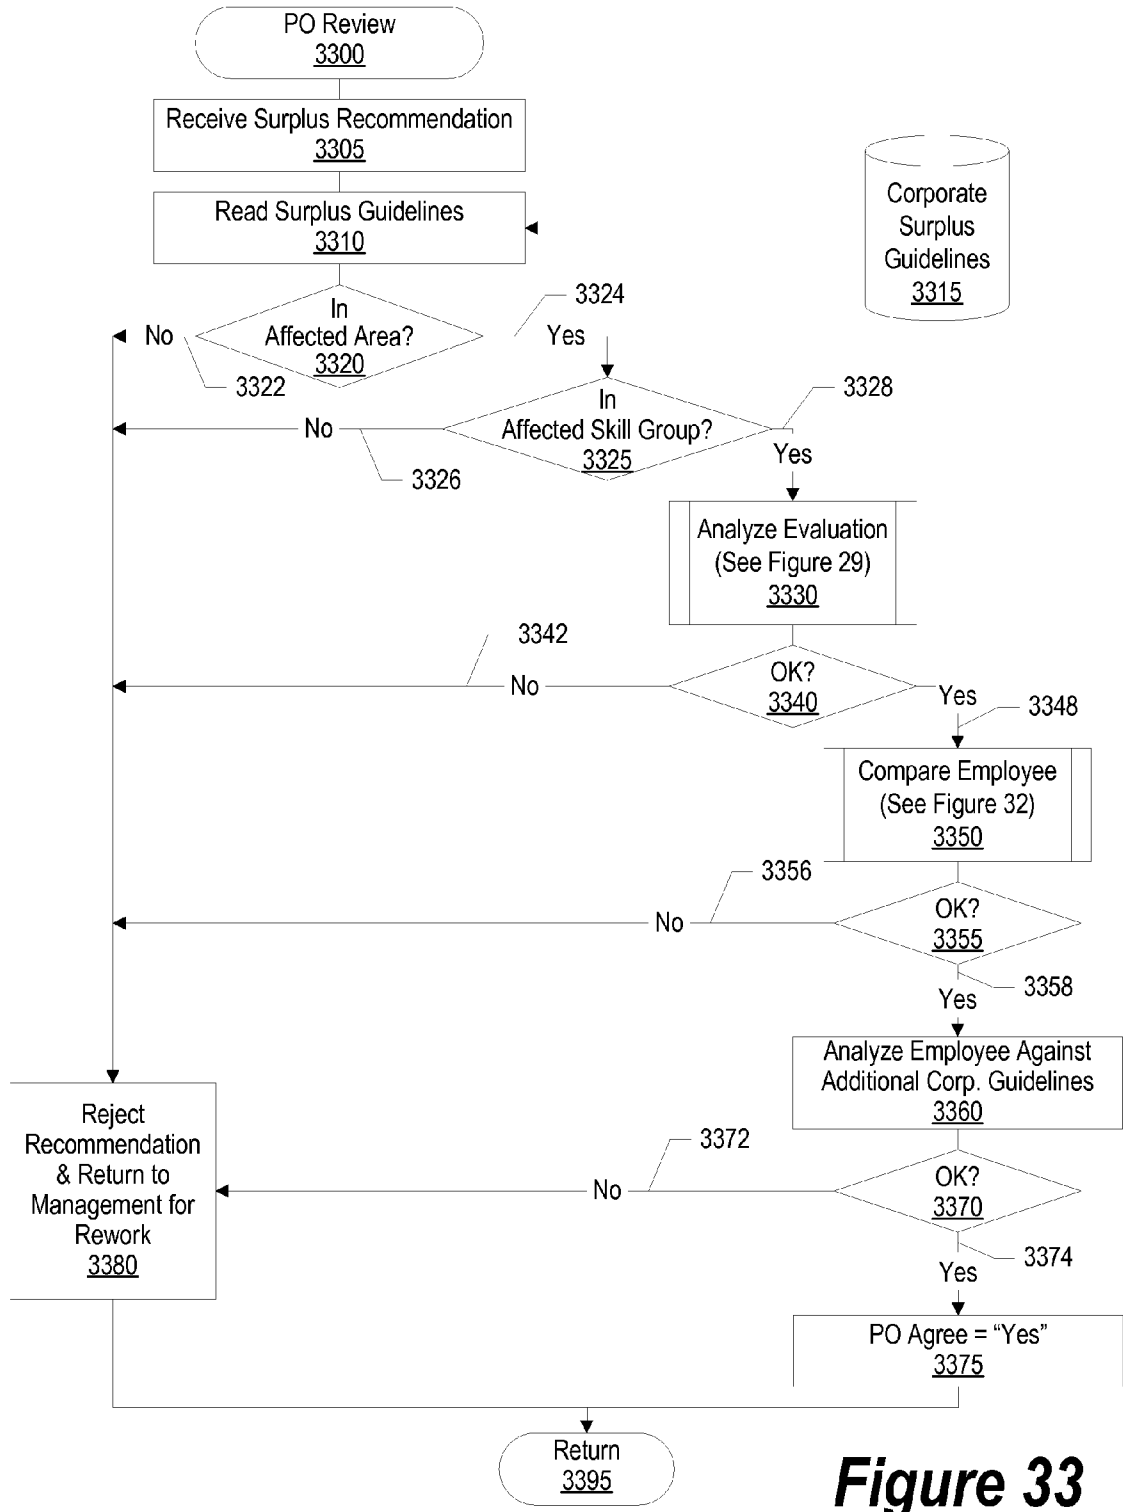 PO Review
3300
Receive Surplus Recommendation
3305
Read Surplus Guidelines
3310
Corporate
Surplus
Guidelines
3315
In
Affected Area?
3320
No
3322
3324
Yes
In
Affected Skill Group?
3325
No
3326
3328
Yes
Analyze Evaluation
(See Figure 29)
3330
OK?
3340
3342
No
Yes
3348
Compare Employee
(See Figure 32)
3350
OK?
3355
3356
No
3358
Yes
Analyze Employee Against
Additional Corp. Guidelines
3360
OK?
3370
3372
No
3374
Yes
Reject
Recommendation
& Return to
Management for
Rework
3380
PO Agree = “Yes”
3375
Return
3395
Figure 33